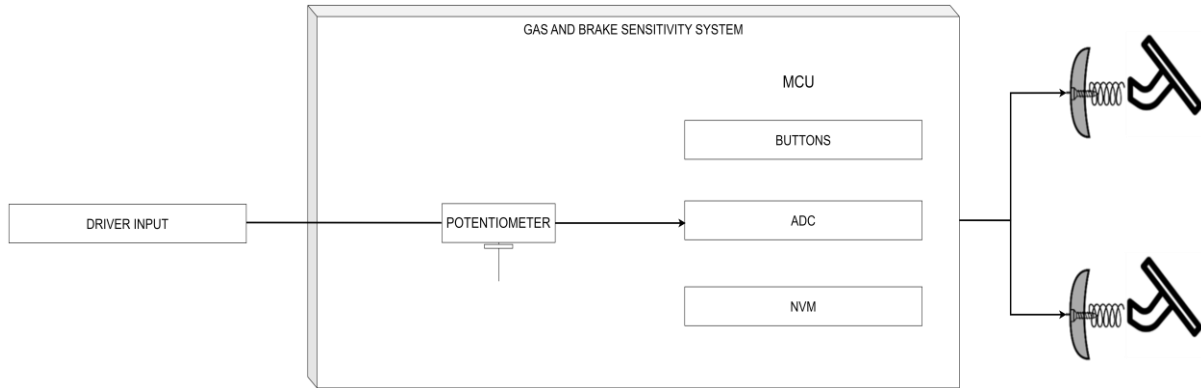 GAS AND BRAKE SENSITIVITY SYSTEM
MCU
BUTTONS
DRIVER INPUT
POTENTIOMETER
ADC
NVM